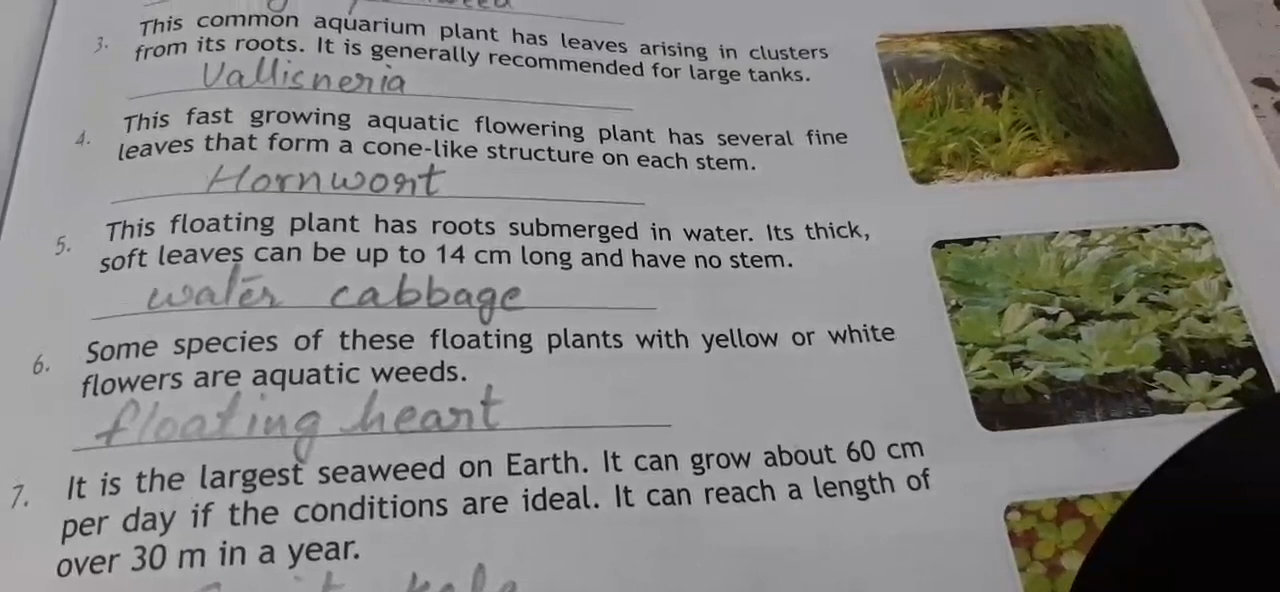 3. This common aquarium plant has leaves arising in clusters
from its roots. It is generally recommended for large tanks.
Vallisneria
4. This fast growing aquatic flowering plant has several fine
leaves that form a cone-like structure on each stem.
Hornwort
5. This floating plant has roots submerged in water. Its thick,
soft leaves can be up to 14 cm long and have no stem.
water cabbage
6. Some species of these floating plants with yellow or white
flowers are aquatic weeds.
floating heart
7. It is the largest seaweed on Earth. It can grow about 60 cm
per day if the conditions are ideal. It can reach a length of
over 30 m in a year.